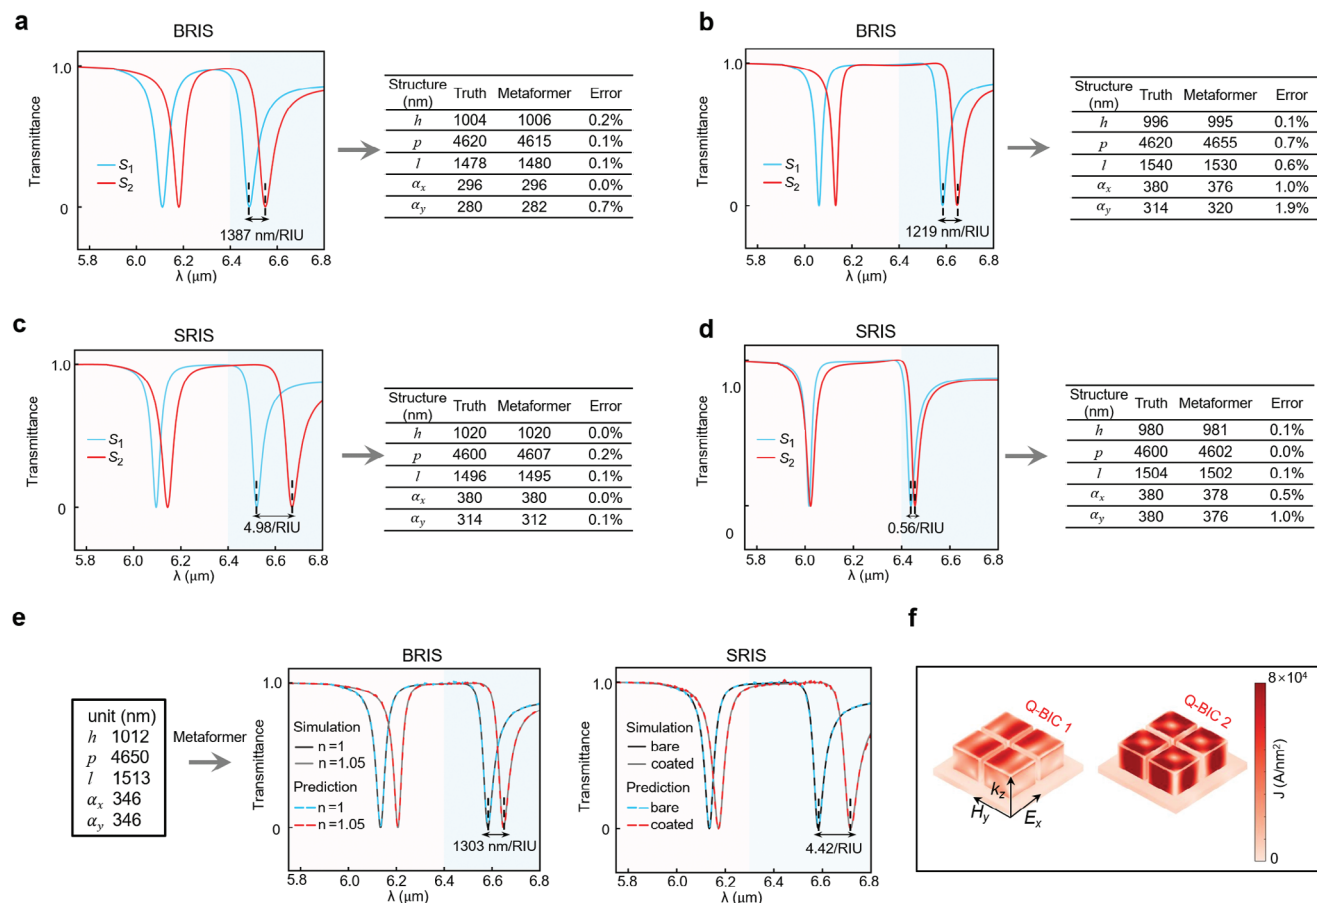 a
BRIS
Transmittance
1.0
0
S1
S2
1387 nm/RIU
5.8 6.0 6.2 6.4 6.6 6.8
λ (μm)
Structure (nm) Truth Metaformer Error
h 1004 1006 0.2%
p 4620 4615 0.1%
l 1478 1480 0.1%
αx 296 296 0.0%
αy 280 282 0.7%
b
BRIS
Transmittance
1.0
0
S1
S2
1219 nm/RIU
5.8 6.0 6.2 6.4 6.6 6.8
λ (μm)
Structure (nm) Truth Metaformer Error
h 996 995 0.1%
p 4620 4655 0.7%
l 1540 1530 0.6%
αx 380 376 1.0%
αy 314 320 1.9%
c
SRIS
Transmittance
1.0
0
S1
S2
4.98/RIU
5.8 6.0 6.2 6.4 6.6 6.8
λ (μm)
Structure (nm) Truth Metaformer Error
h 1020 1020 0.0%
p 4600 4607 0.2%
l 1496 1495 0.1%
αx 380 380 0.0%
αy 314 312 0.1%
d
SRIS
Transmittance
1.0
0
S1
S2
0.56/RIU
5.8 6.0 6.2 6.4 6.6 6.8
λ (μm)
Structure (nm) Truth Metaformer Error
h 980 981 0.1%
p 4600 4602 0.0%
l 1504 1502 0.1%
αx 380 378 0.5%
αy 380 376 1.0%
e
unit (nm)
h 1012
p 4650
l 1513
αx 346
αy 346
Metaformer
BRIS
Transmittance
1.0
0
Simulation
n =1
n =1.05
Prediction
n =1
n =1.05
1303 nm/RIU
5.8 6.0 6.2 6.4 6.6 6.8
λ (μm)
SRIS
Transmittance
1.0
0
Simulation
bare
coated
Prediction
bare
coated
4.42/RIU
5.8 6.0 6.2 6.4 6.6 6.8
λ (μm)
f
Q-BIC 1
kz
Hy
Ex
Q-BIC 2
8×10⁴
J (A/nm²)
0